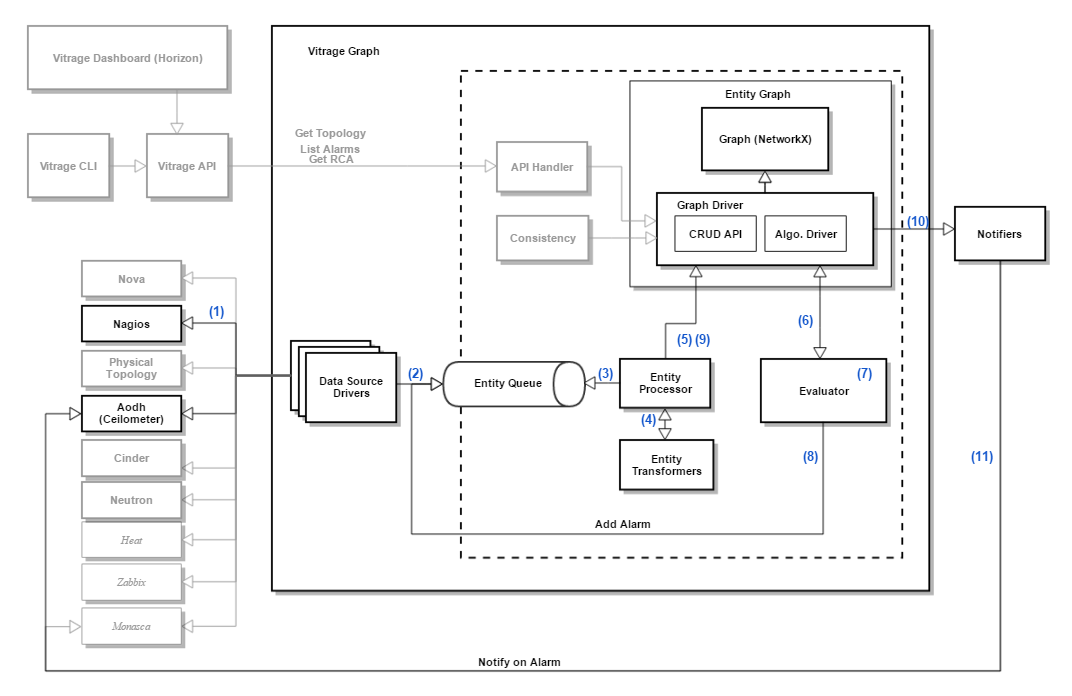 Vitrage Dashboard (Horizon)
Vitrage CLI
Vitrage API
Get Topology
List Alarms
Get RCA
Vitrage Graph
Entity Graph
Graph (NetworkX)
API Handler
Graph Driver
CRUD API
Algo. Driver
Consistency
(10)
Notifiers
Nova
(1)
Nagios
Physical
Topology
Aodh
(Ceilometer)
Cinder
Neutron
Heat
Zabbix
Monasca
Data Source
Drivers
(2)
Entity Queue
(3)
Entity
Processor
(5) (9)
(6)
(4)
Entity
Transformers
(7)
Evaluator
(8)
Add Alarm
(11)
Notify on Alarm